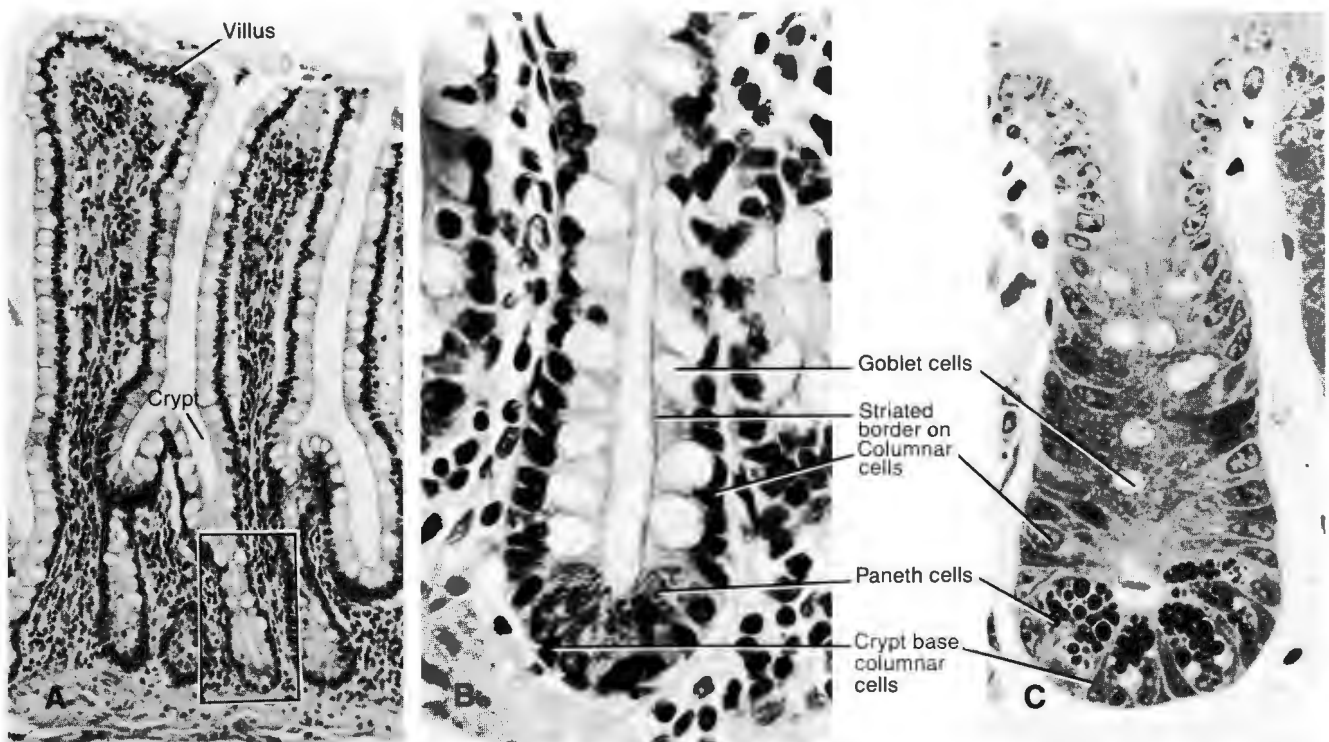 Villus
Crypt
Goblet cells
Striated
border on
Columnar
cells
Paneth cells
Crypt base
columnar
cells
A
B
C